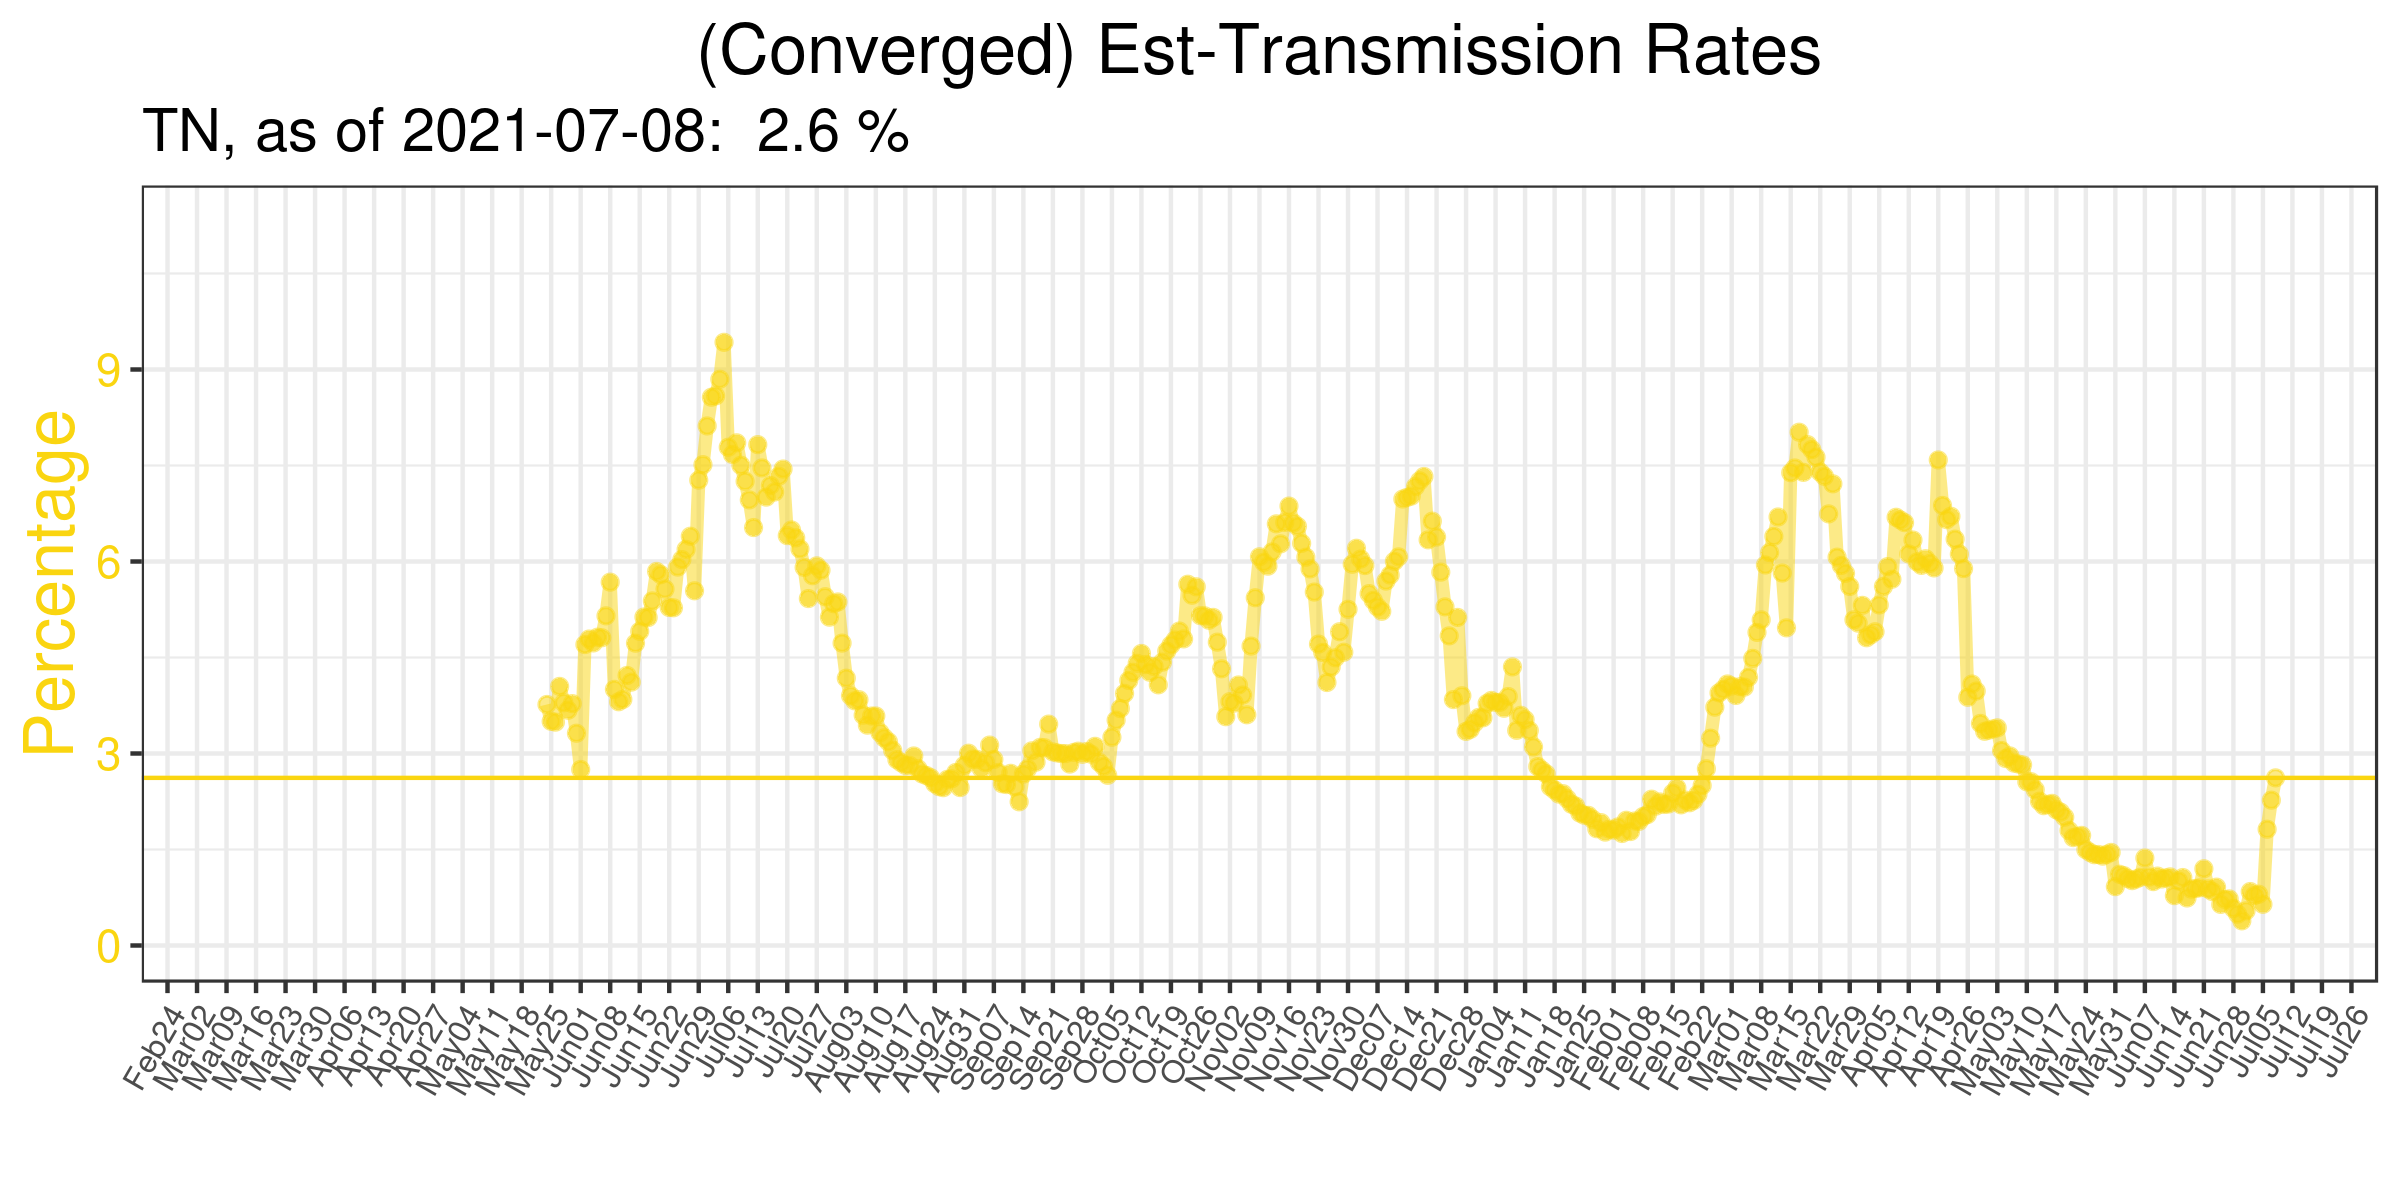 (Converged) Est-Transmission Rates
TN, as of 2021-07-08:  2.6 %
Percentage
9
6
3
0
Feb24 Mar02 Mar09 Mar16 Mar23 Mar30 Apr06 Apr13 Apr20 Apr27 May04 May11 May18 May25 Jun01 Jun08 Jun15 Jun22 Jun29 Jul06 Jul13 Jul20 Jul27 Aug03 Aug10 Aug17 Aug24 Aug31 Sep07 Sep14 Sep21 Sep28 Oct05 Oct12 Oct19 Oct26 Nov02 Nov09 Nov16 Nov23 Nov30 Dec07 Dec14 Dec21 Dec28 Jan04 Jan11 Jan18 Jan25 Feb01 Feb08 Feb15 Feb22 Mar01 Mar08 Mar15 Mar22 Mar29 Apr05 Apr12 Apr19 Apr26 May03 May10 May17 May24 May31 Jun07 Jun14 Jun21 Jun28 Jul05 Jul12 Jul19 Jul26